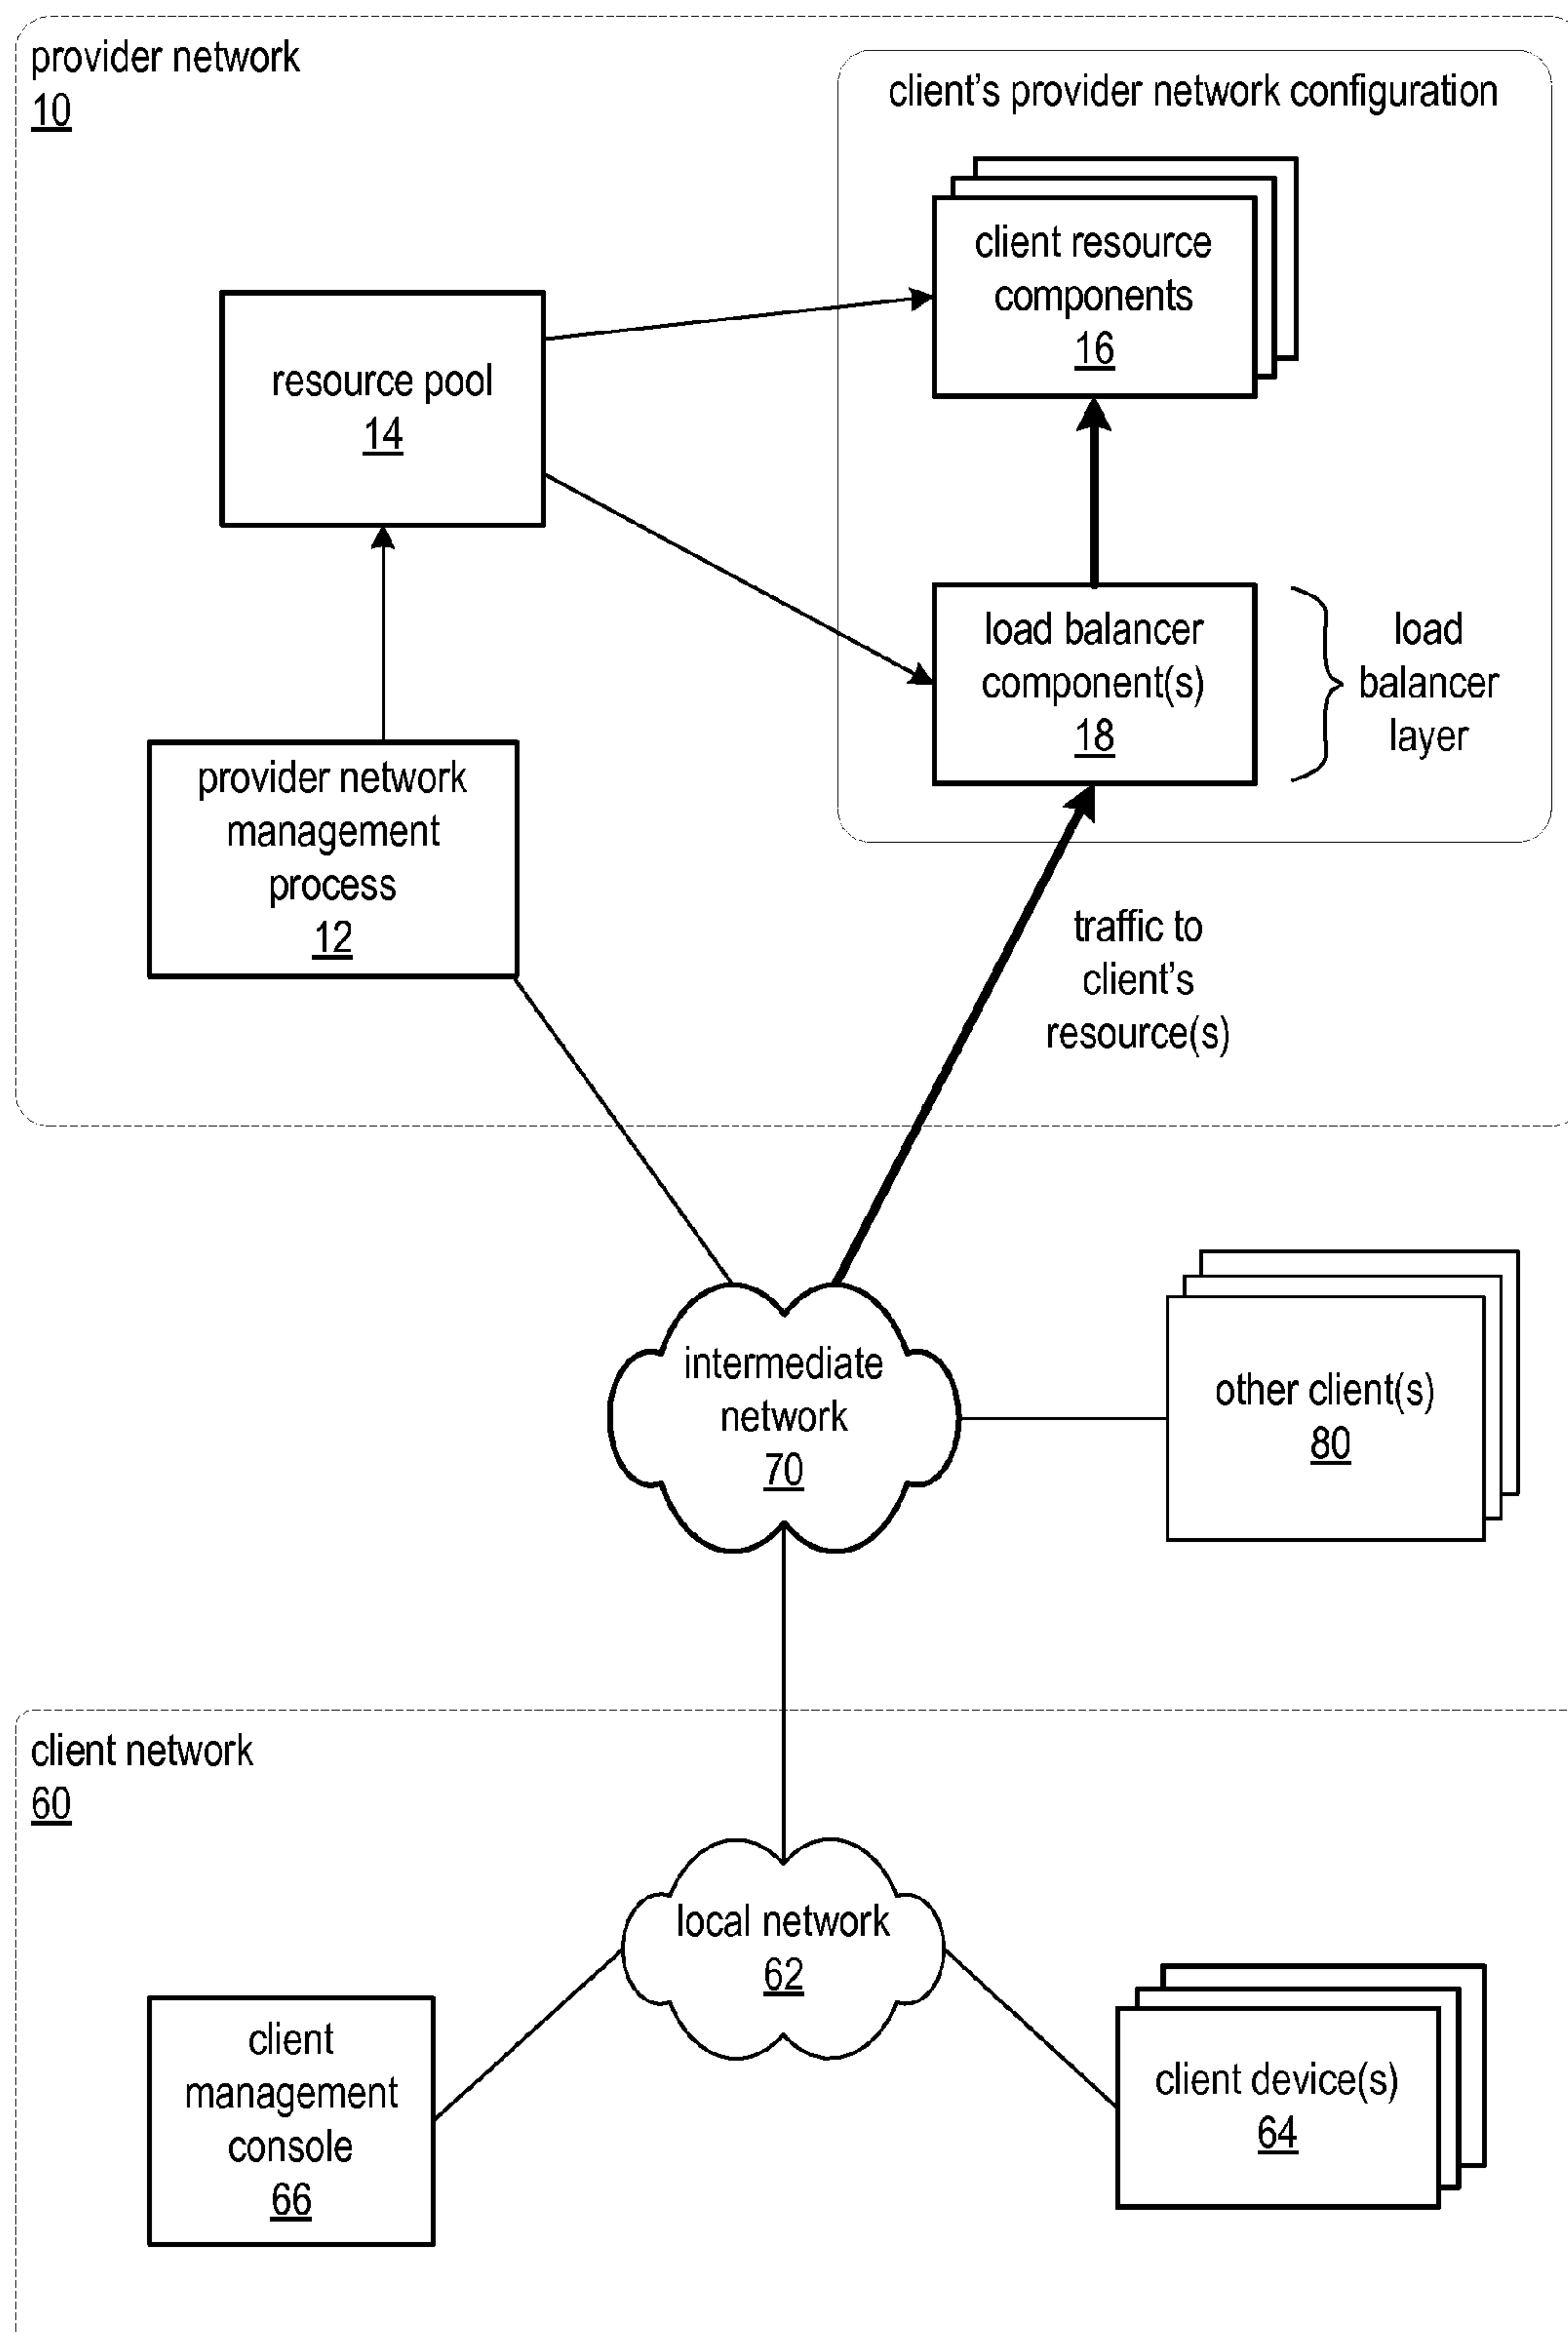 provider network
10
client's provider network configuration
client resource
components
16
resource pool
14
load balancer
component(s)
18
load
balancer
layer
provider network
management
process
12
traffic to
client's
resource(s)
intermediate
network
70
other client(s)
80
client network
60
local network
62
client
management
console
66
client device(s)
64